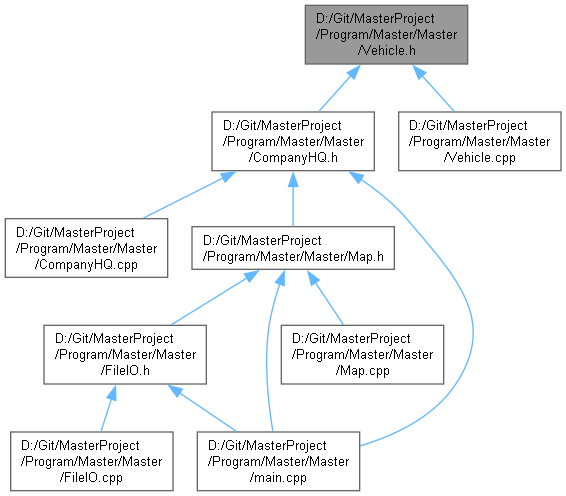 D:/Git/MasterProject
/Program/Master/Master
/Vehicle.h
D:/Git/MasterProject
/Program/Master/Master
/CompanyHQ.h
D:/Git/MasterProject
/Program/Master/Master
/Vehicle.cpp
D:/Git/MasterProject
/Program/Master/Master
/CompanyHQ.cpp
D:/Git/MasterProject
/Program/Master/Master/Map.h
D:/Git/MasterProject
/Program/Master/Master
/FileIO.h
D:/Git/MasterProject
/Program/Master/Master
/Map.cpp
D:/Git/MasterProject
/Program/Master/Master
/FileIO.cpp
D:/Git/MasterProject
/Program/Master/Master
/main.cpp